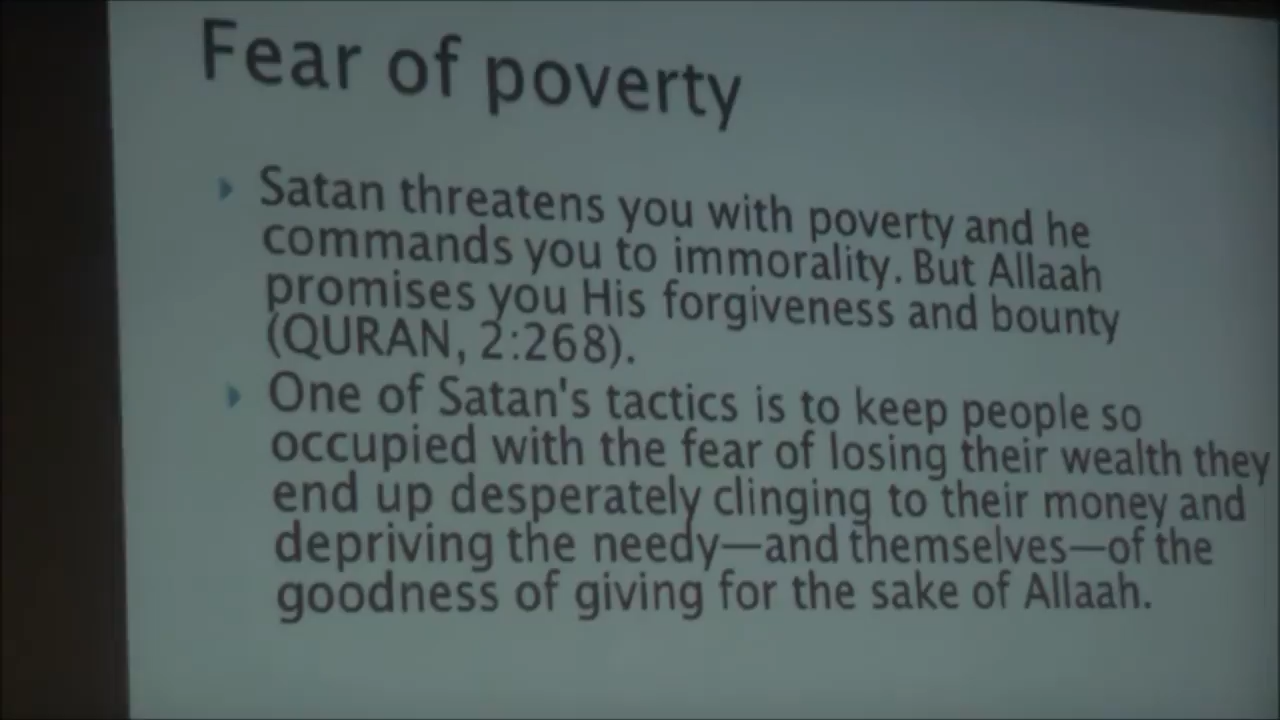 Fear of poverty
Satan threatens you with poverty and he
commands you to immorality. But Allaah
promises you His forgiveness and bounty
(QURAN, 2:268).
One of Satan's tactics is to keep people so
occupied with the fear of losing their wealth they
end up desperately clinging to their money and
depriving the needy—and themselves—of the
goodness of giving for the sake of Allaah.